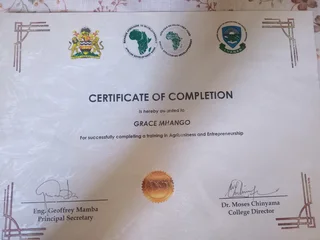 CERTIFICATE OF COMPLETION
is hereby awarded to
GRACE MHANGO
For successfully completing a training in Agribusiness and Entrepreneurship
Eng. Geoffrey Mamba
Principal Secretary
Dr. Moses Chinyama
College Director